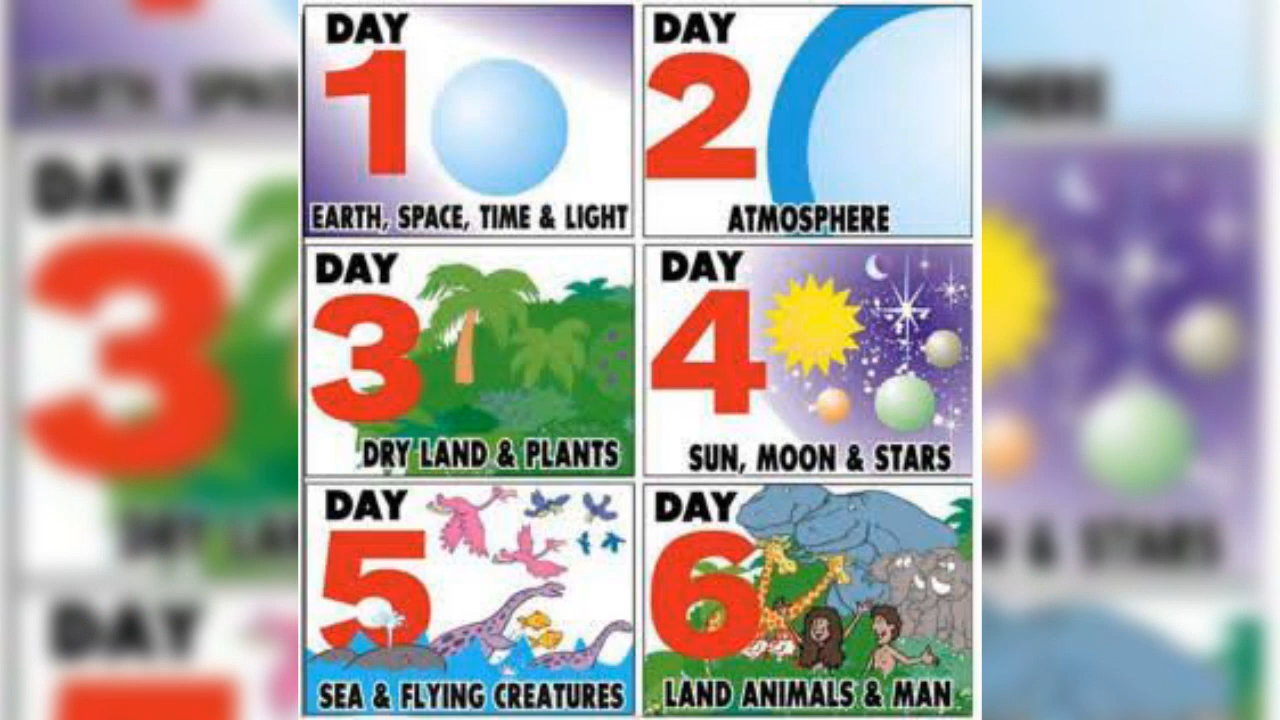 DAY
1
EARTH, SPACE, TIME & LIGHT
DAY
2
ATMOSPHERE
DAY
3
DRY LAND & PLANTS
DAY
4
SUN, MOON & STARS
DAY
5
SEA & FLYING CREATURES
DAY
6
LAND ANIMALS & MAN